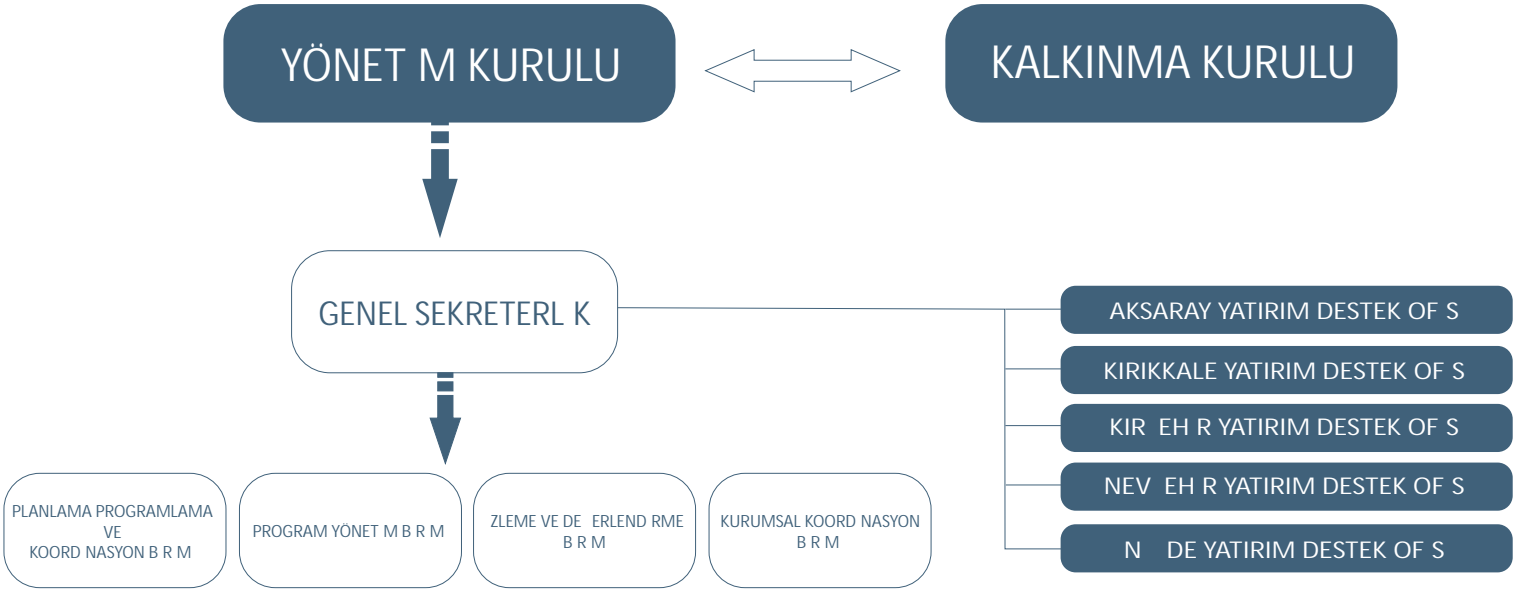 YÖNET M KURULU
KALKINMA KURULU
GENEL SEKRETERL K
AKSARAY YATIRIM DESTEK OF S
KIRIKKALE YATIRIM DESTEK OF S
KIR EH R YATIRIM DESTEK OF S
NEV EH R YATIRIM DESTEK OF S
N DE YATIRIM DESTEK OF S
PLANLAMA PROGRAMLAMA
VE
KOORD NASYON B R M
PROGRAM YÖNET M B R M
ZLEME VE DE ERLEND RME
B R M
KURUMSAL KOORD NASYON
B R M